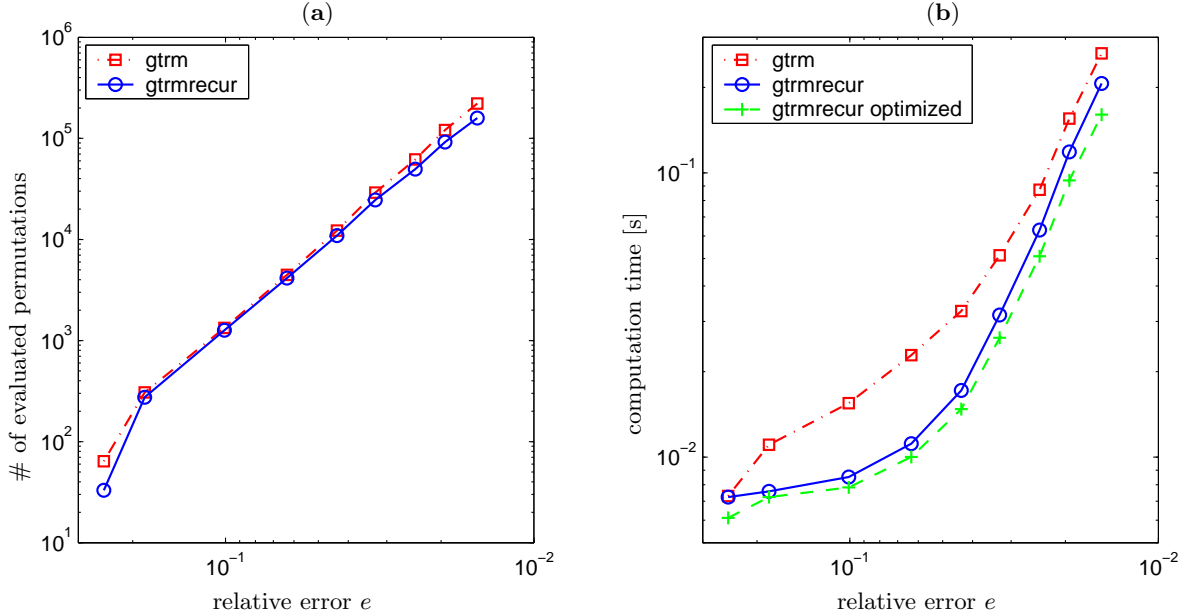 (a)
10^6
10^5
10^4
10^3
10^2
10^1
# of evaluated permutations
gtrm
gtrmrecur
10^-1
10^-2
relative error e
(b)
10^-1
10^-2
computation time [s]
gtrm
gtrmrecur
gtrmrecur optimized
10^-1
10^-2
relative error e